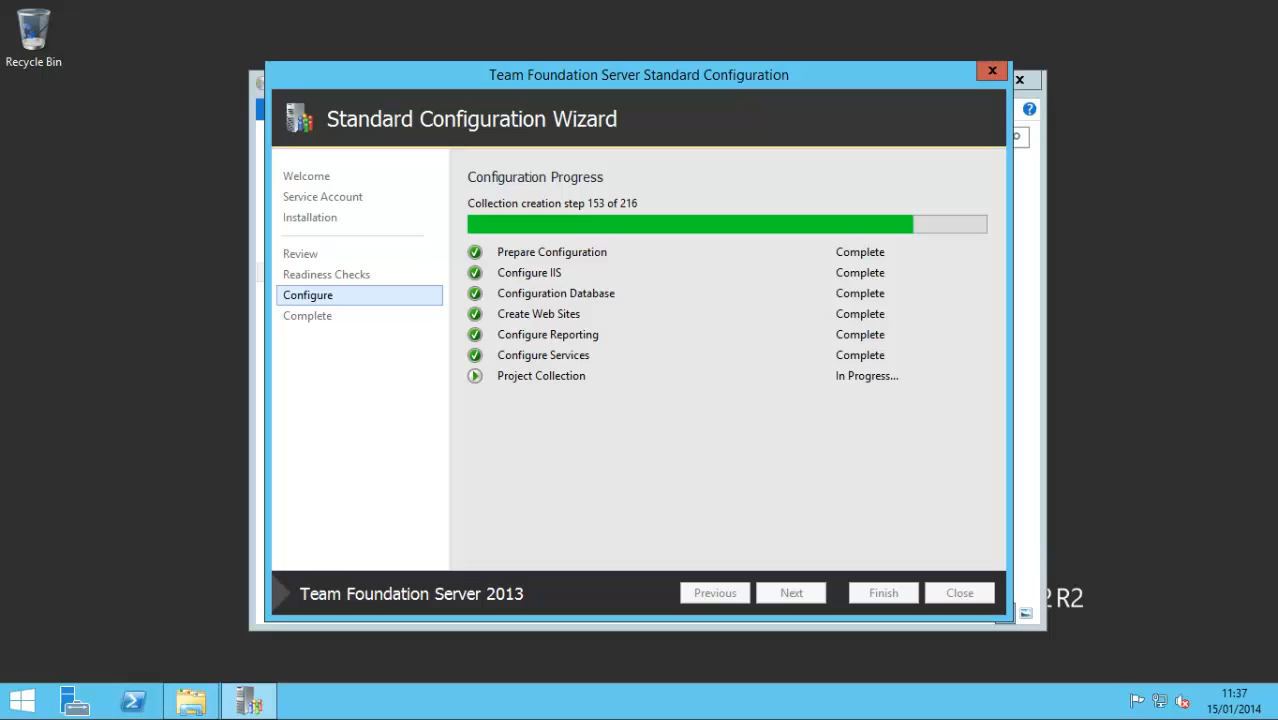 Recycle Bin
Team Foundation Server Standard Configuration
x
x
Standard Configuration Wizard
?
Welcome
Service Account
Installation
Review
Readiness Checks
Configure
Complete
Configuration Progress
Collection creation step 153 of 216
Prepare Configuration Complete
Configure IIS Complete
Configuration Database Complete
Create Web Sites Complete
Configure Reporting Complete
Configure Services Complete
Project Collection In Progress...
Team Foundation Server 2013
Previous
Next
Finish
Close
2 R2
11:37
15/01/2014